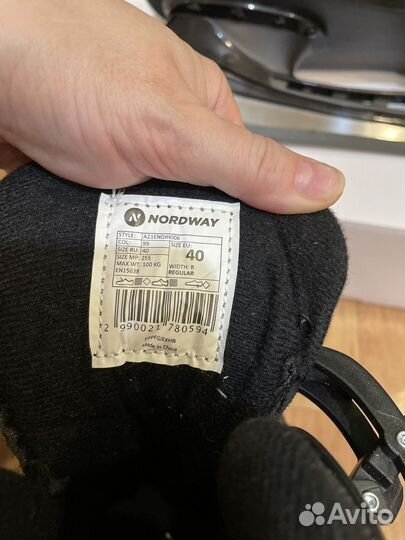 NORDWAY
STYLE: A21ENDIH006
COL: 99 SIZE EU:
SIZE RU: 40 40
SIZE MP: 255
MAX WT: 100 KG WIDTH: R
EN15638 REGULAR
2 990021 780594
Made in China
Avito